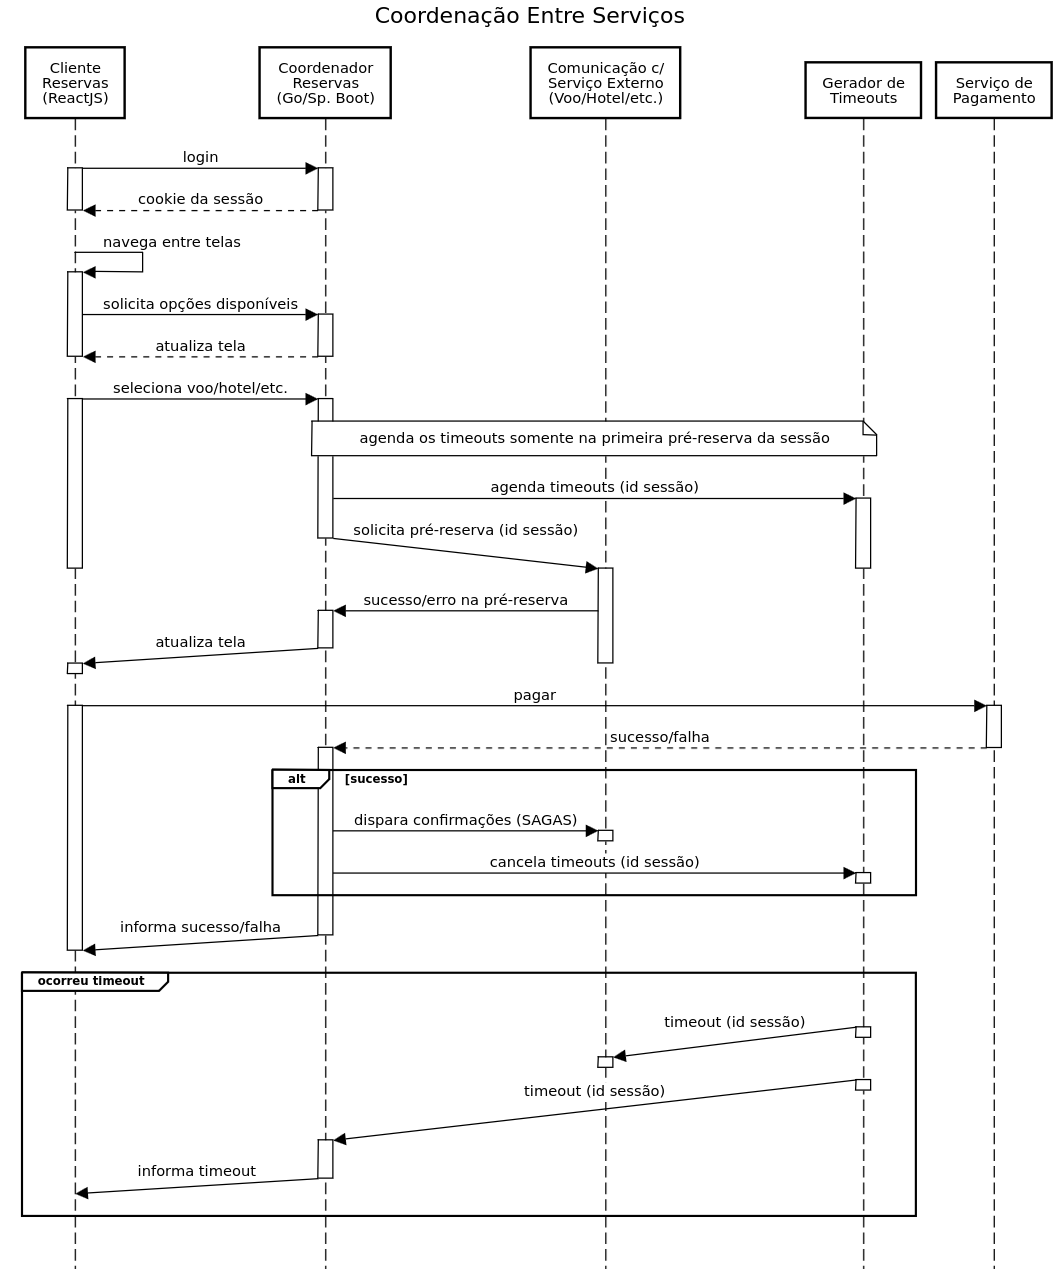 Coordenação Entre Serviços
Cliente
Reservas
(ReactJS)
Coordenador
Reservas
(Go/Sp. Boot)
Comunicação c/
Serviço Externo
(Voo/Hotel/etc.)
Gerador de
Timeouts
Serviço de
Pagamento
login
cookie da sessão
navega entre telas
solicita opções disponíveis
atualiza tela
seleciona voo/hotel/etc.
agenda os timeouts somente na primeira pré-reserva da sessão
agenda timeouts (id sessão)
solicita pré-reserva (id sessão)
sucesso/erro na pré-reserva
atualiza tela
pagar
sucesso/falha
alt [sucesso]
dispara confirmações (SAGAS)
cancela timeouts (id sessão)
informa sucesso/falha
ocorreu timeout
timeout (id sessão)
timeout (id sessão)
informa timeout